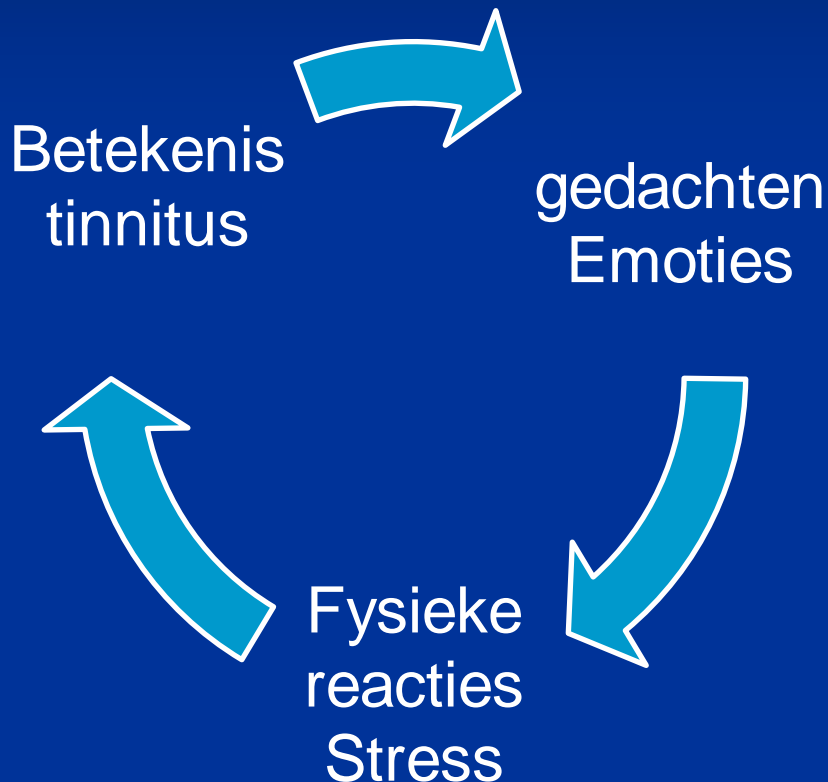 Betekenis
tinnitus
gedachten
Emoties
Fysieke
reacties
Stress